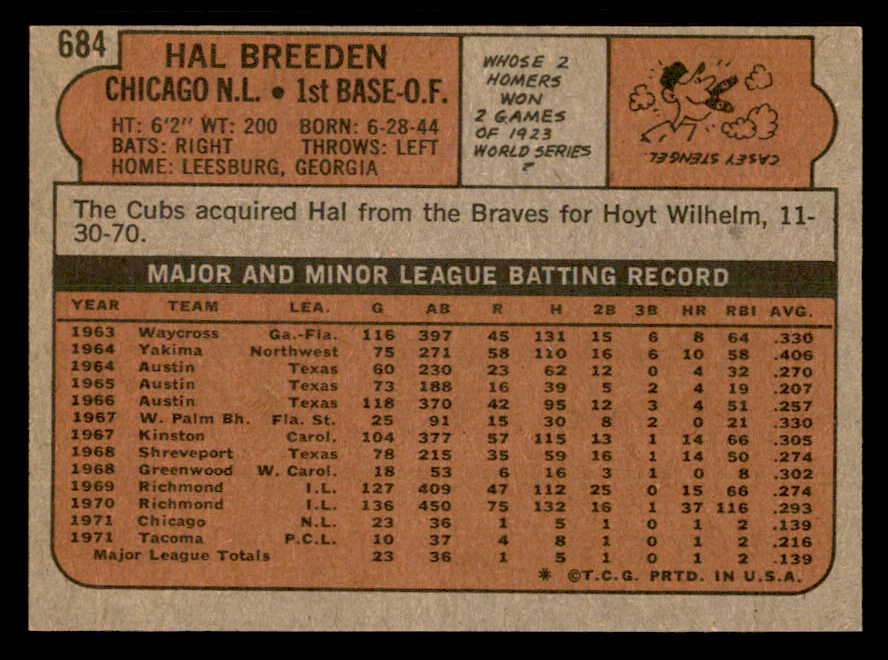 684
HAL BREEDEN
CHICAGO N.L. • 1st BASE-O.F.
HT: 6'2" WT: 200 BORN: 6-28-44
BATS: RIGHT THROWS: LEFT
HOME: LEESBURG, GEORGIA
WHOSE 2
HOMERS
WON
2 GAMES
OF 1923
WORLD SERIES
?
CASEY STENGEL
The Cubs acquired Hal from the Braves for Hoyt Wilhelm, 11-
30-70.
MAJOR AND MINOR LEAGUE BATTING RECORD
YEAR TEAM LEA. G AB R H 2B 3B HR RBI AVG.
1963 Waycross Ga.-Fla. 116 397 45 131 15 6 8 64 .330
1964 Yakima Northwest 75 271 58 110 16 6 10 58 .406
1964 Austin Texas 60 230 23 62 12 0 4 32 .270
1965 Austin Texas 73 188 16 39 5 2 4 19 .207
1966 Austin Texas 118 370 42 95 12 3 4 51 .257
1967 W. Palm Bh. Fla. St. 25 91 15 30 8 2 0 21 .330
1967 Kinston Carol. 104 377 57 115 13 1 14 66 .305
1968 Shreveport Texas 78 215 35 59 16 1 14 50 .274
1968 Greenwood W. Carol. 18 53 6 16 3 1 0 8 .302
1969 Richmond I.L. 127 409 47 112 25 0 15 66 .274
1970 Richmond I.L. 136 450 75 132 16 1 37 116 .293
1971 Chicago N.L. 23 36 1 5 1 0 1 2 .139
1971 Tacoma P.C.L. 10 37 4 8 1 0 1 2 .216
Major League Totals 23 36 1 5 1 0 1 2 .139
* ©T.C.G. PRTD. IN U.S.A.